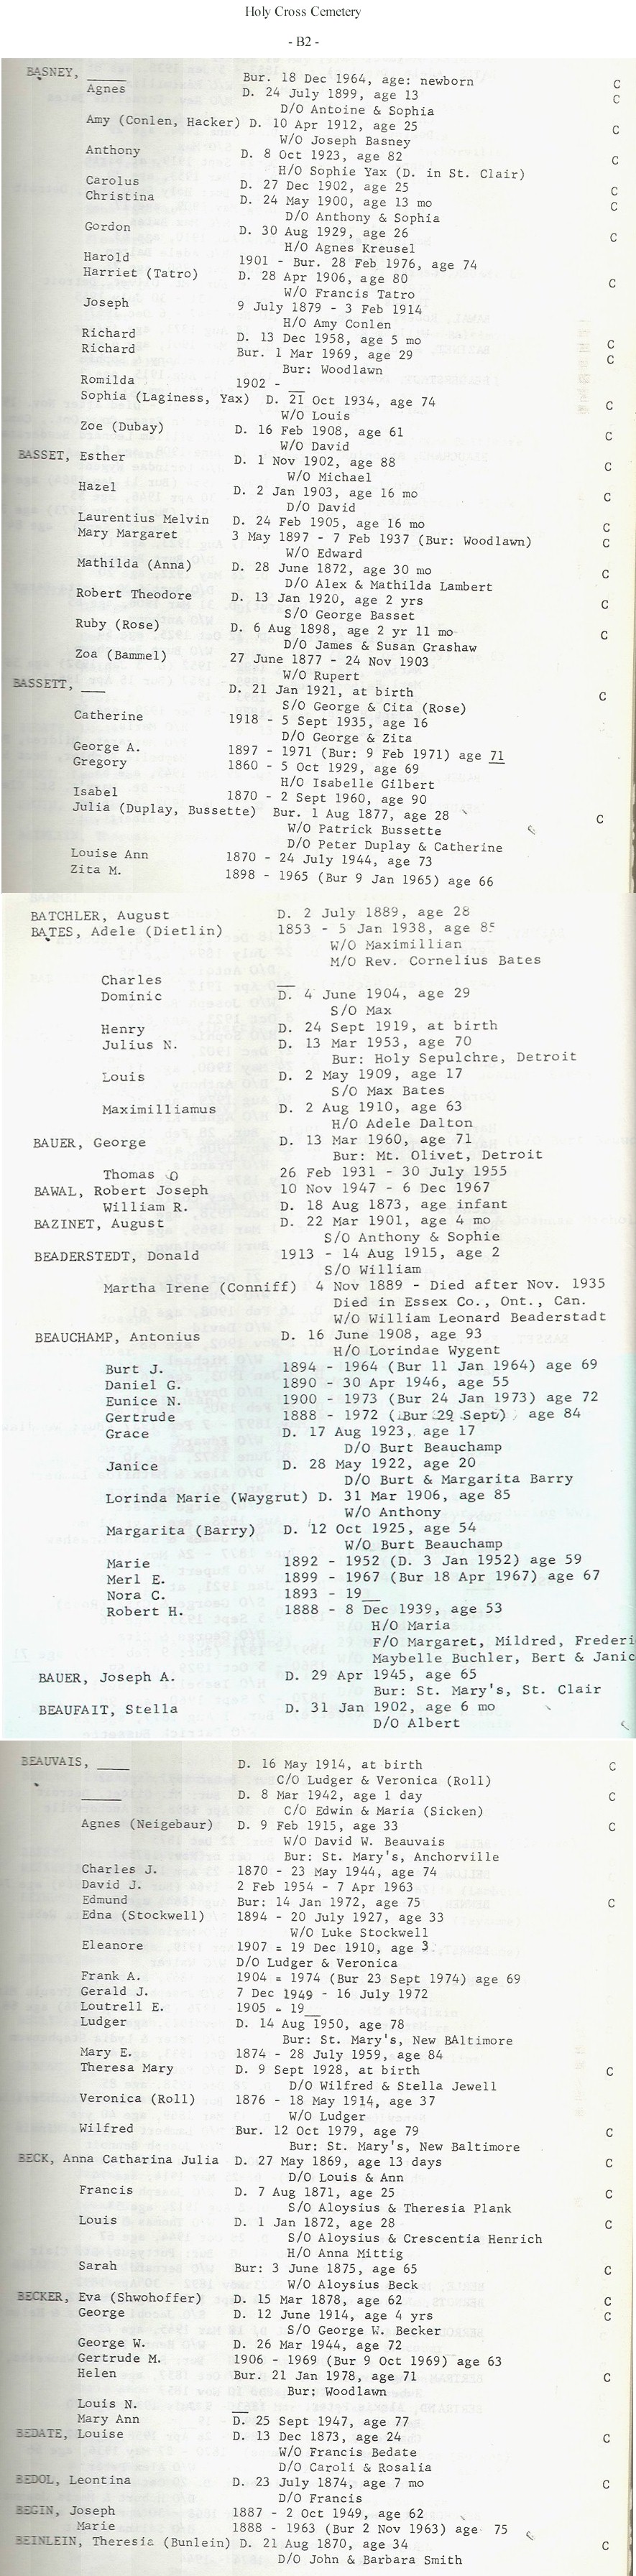 Holy Cross Cemetery
- B2 -
BASNEY, ____ Bur. 18 Dec 1964, age: newborn C
Agnes D. 24 July 1899, age 13 C
D/O Antoine & Sophia
Amy (Conlen, Hacker) D. 10 Apr 1912, age 25 C
W/O Joseph Basney
Anthony D. 8 Oct 1923, age 82 C
H/O Sophie Yax (D. in St. Clair)
Carolus D. 27 Dec 1902, age 25 C
Christina D. 24 May 1900, age 13 mo C
D/O Anthony & Sophia
Gordon D. 30 Aug 1929, age 26 C
H/O Agnes Kreusel
Harold 1901 - Bur. 28 Feb 1976, age 74
Harriet (Tatro) D. 28 Apr 1906, age 80 C
W/O Francis Tatro
Joseph 9 July 1879 - 3 Feb 1914
H/O Amy Conlen
Richard D. 13 Dec 1958, age 5 mo C
Richard Bur. 1 Mar 1969, age 29 C
Bur: Woodlawn
Romilda 1902 - __
Sophia (Laginess, Yax) D. 21 Oct 1934, age 74 C
W/O Louis
Zoe (Dubay) D. 16 Feb 1908, age 61 C
W/O David
BASSET, Esther D. 1 Nov 1902, age 88 C
W/O Michael
Hazel D. 2 Jan 1903, age 16 mo C
D/O David
Laurentius Melvin D. 24 Feb 1905, age 16 mo C
Mary Margaret 3 May 1897 - 7 Feb 1937 (Bur: Woodlawn) C
W/O Edward
Mathilda (Anna) D. 28 June 1872, age 30 mo C
D/O Alex & Mathilda Lambert
Robert Theodore D. 13 Jan 1920, age 2 yrs C
S/O George Basset
Ruby (Rose) D. 6 Aug 1898, age 2 yr 11 mo C
D/O James & Susan Grashaw
Zoa (Bammel) 27 June 1877 - 24 Nov 1903
W/O Rupert
BASSETT, ___ D. 21 Jan 1921, at birth C
S/O George & Cita (Rose)
Catherine 1918 - 5 Sept 1935, age 16
D/O George & Zita
George A. 1897 - 1971 (Bur: 9 Feb 1971) age 71
Gregory 1860 - 5 Oct 1929, age 69
H/O Isabelle Gilbert
Isabel 1870 - 2 Sept 1960, age 90
Julia (Duplay, Bussette) Bur. 1 Aug 1877, age 28 C
W/O Patrick Bussette
D/O Peter Duplay & Catherine
Louise Ann 1870 - 24 July 1944, age 73
Zita M. 1898 - 1965 (Bur 9 Jan 1965) age 66
BATCHLER, August D. 2 July 1889, age 28
BATES, Adele (Dietlin) 1853 - 5 Jan 1938, age 85
W/O Maximillian
M/O Rev. Cornelius Bates
Charles __
Dominic D. 4 June 1904, age 29
S/O Max
Henry D. 24 Sept 1919, at birth
Julius N. D. 13 Mar 1953, age 70
Bur: Holy Sepulchre, Detroit
Louis D. 2 May 1909, age 17
S/O Max Bates
Maximilliamus D. 2 Aug 1910, age 63
H/O Adele Dalton
BAUER, George D. 13 Mar 1960, age 71
Bur: Mt. Olivet, Detroit
Thomas O 26 Feb 1931 - 30 July 1955
BAWAL, Robert Joseph 10 Nov 1947 - 6 Dec 1967
William R. D. 18 Aug 1873, age infant
BAZINET, August D. 22 Mar 1901, age 4 mo
S/O Anthony & Sophie
BEADERSTEDT, Donald 1913 - 14 Aug 1915, age 2
S/O William
Martha Irene (Conniff) 4 Nov 1889 - Died after Nov. 1935
Died in Essex Co., Ont., Can.
W/O William Leonard Beaderstadt
BEAUCHAMP, Antonius D. 16 June 1908, age 93
H/O Lorindae Wygent
Burt J. 1894 - 1964 (Bur 11 Jan 1964) age 69
Daniel G. 1890 - 30 Apr 1946, age 55
Eunice N. 1900 - 1973 (Bur 24 Jan 1973) age 72
Gertrude 1888 - 1972 (Bur 29 Sept) age 84
Grace D. 17 Aug 1923, age 17
D/O Burt Beauchamp
Janice D. 28 May 1922, age 20
D/O Burt & Margarita Barry
Lorinda Marie (Waygrut) D. 31 Mar 1906, age 85
W/O Anthony
Margarita (Barry) D. 12 Oct 1925, age 54
W/O Burt Beauchamp
Marie 1892 - 1952 (D. 3 Jan 1952) age 59
Merl E. 1899 - 1967 (Bur 18 Apr 1967) age 67
Nora C. 1893 - 19__
Robert H. 1888 - 8 Dec 1939, age 53
H/O Maria
F/O Margaret, Mildred, Frederi
Maybelle Buchler, Bert & Janic
BAUER, Joseph A. D. 29 Apr 1945, age 65
Bur: St. Mary's, St. Clair
BEAUFAIT, Stella D. 31 Jan 1902, age 6 mo
D/O Albert
BEAUVAIS, ____ D. 16 May 1914, at birth C
C/O Ludger & Veronica (Roll)
____ D. 8 Mar 1942, age 1 day C
C/O Edwin & Maria (Sicken)
Agnes (Neigebaur) D. 9 Feb 1915, age 33 C
W/O David W. Beauvais
Bur: St. Mary's, Anchorville
Charles J. 1870 - 23 May 1944, age 74
David J. 2 Feb 1954 - 7 Apr 1963
Edmund Bur: 14 Jan 1972, age 75 C
Edna (Stockwell) 1894 - 20 July 1927, age 33
W/O Luke Stockwell
Eleanore 1907 = 19 Dec 1910, age 3
D/O Ludger & Veronica
Frank A. 1904 = 1974 (Bur 23 Sept 1974) age 69
Gerald J. 7 Dec 1949 - 16 July 1972
Loutrell E. 1905 - 19__
Ludger D. 14 Aug 1950, age 78
Bur: St. Mary's, New BAltimore
Mary E. 1874 - 28 July 1959, age 84
Theresa Mary D. 9 Sept 1928, at birth C
D/O Wilfred & Stella Jewell
Veronica (Roll) 1876 - 18 May 1914, age 37 C
W/O Ludger
Wilfred Bur. 12 Oct 1979, age 79 C
Bur: St. Mary's, New Baltimore
BECK, Anna Catharina Julia D. 27 May 1869, age 13 days C
D/O Louis & Ann
Francis D. 7 Aug 1871, age 25 C
S/O Aloysius & Theresia Plank
Louis D. 1 Jan 1872, age 28 C
S/O Aloysius & Crescentia Henrich
H/O Anna Mittig
Sarah Bur: 3 June 1875, age 65 C
W/O Aloysius Beck
BECKER, Eva (Shwohoffer) D. 15 Mar 1878, age 62 C
George D. 12 June 1914, age 4 yrs C
S/O George W. Becker
George W. D. 26 Mar 1944, age 72
Gertrude M. 1906 - 1969 (Bur 9 Oct 1969) age 63
Helen Bur. 21 Jan 1978, age 71 C
Bur: Woodlawn
Louis N. __
Mary Ann D. 25 Sept 1947, age 77
BEDATE, Louise D. 13 Dec 1873, age 24 C
W/O Francis Bedate
D/O Caroli & Rosalia
BEDOL, Leontina D. 23 July 1874, age 7 mo C
D/O Francis
BEGIN, Joseph 1887 - 2 Oct 1949, age 62
Marie 1888 - 1963 (Bur 2 Nov 1963) age 75
BEINLEIN, Theresia (Bunlein) D. 21 Aug 1870, age 34 C
D/O John & Barbara Smith